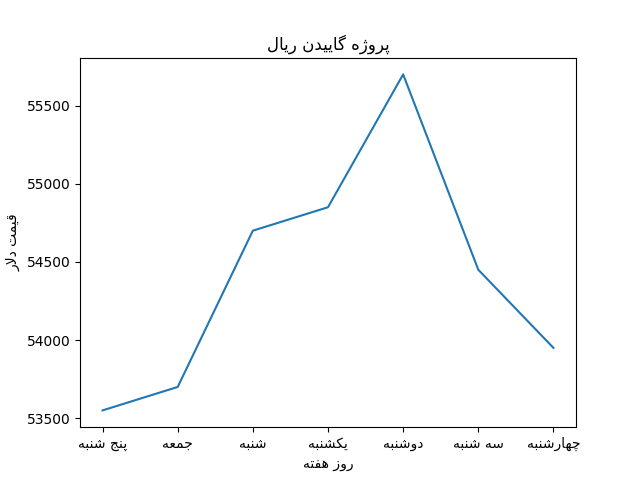 پروژه گاییدن ریال
55500
55000
54500
54000
53500
قیمت دلار
پنج شنبه
جمعه
شنبه
یکشنبه
دوشنبه
سه شنبه
چهارشنبه
روز هفته